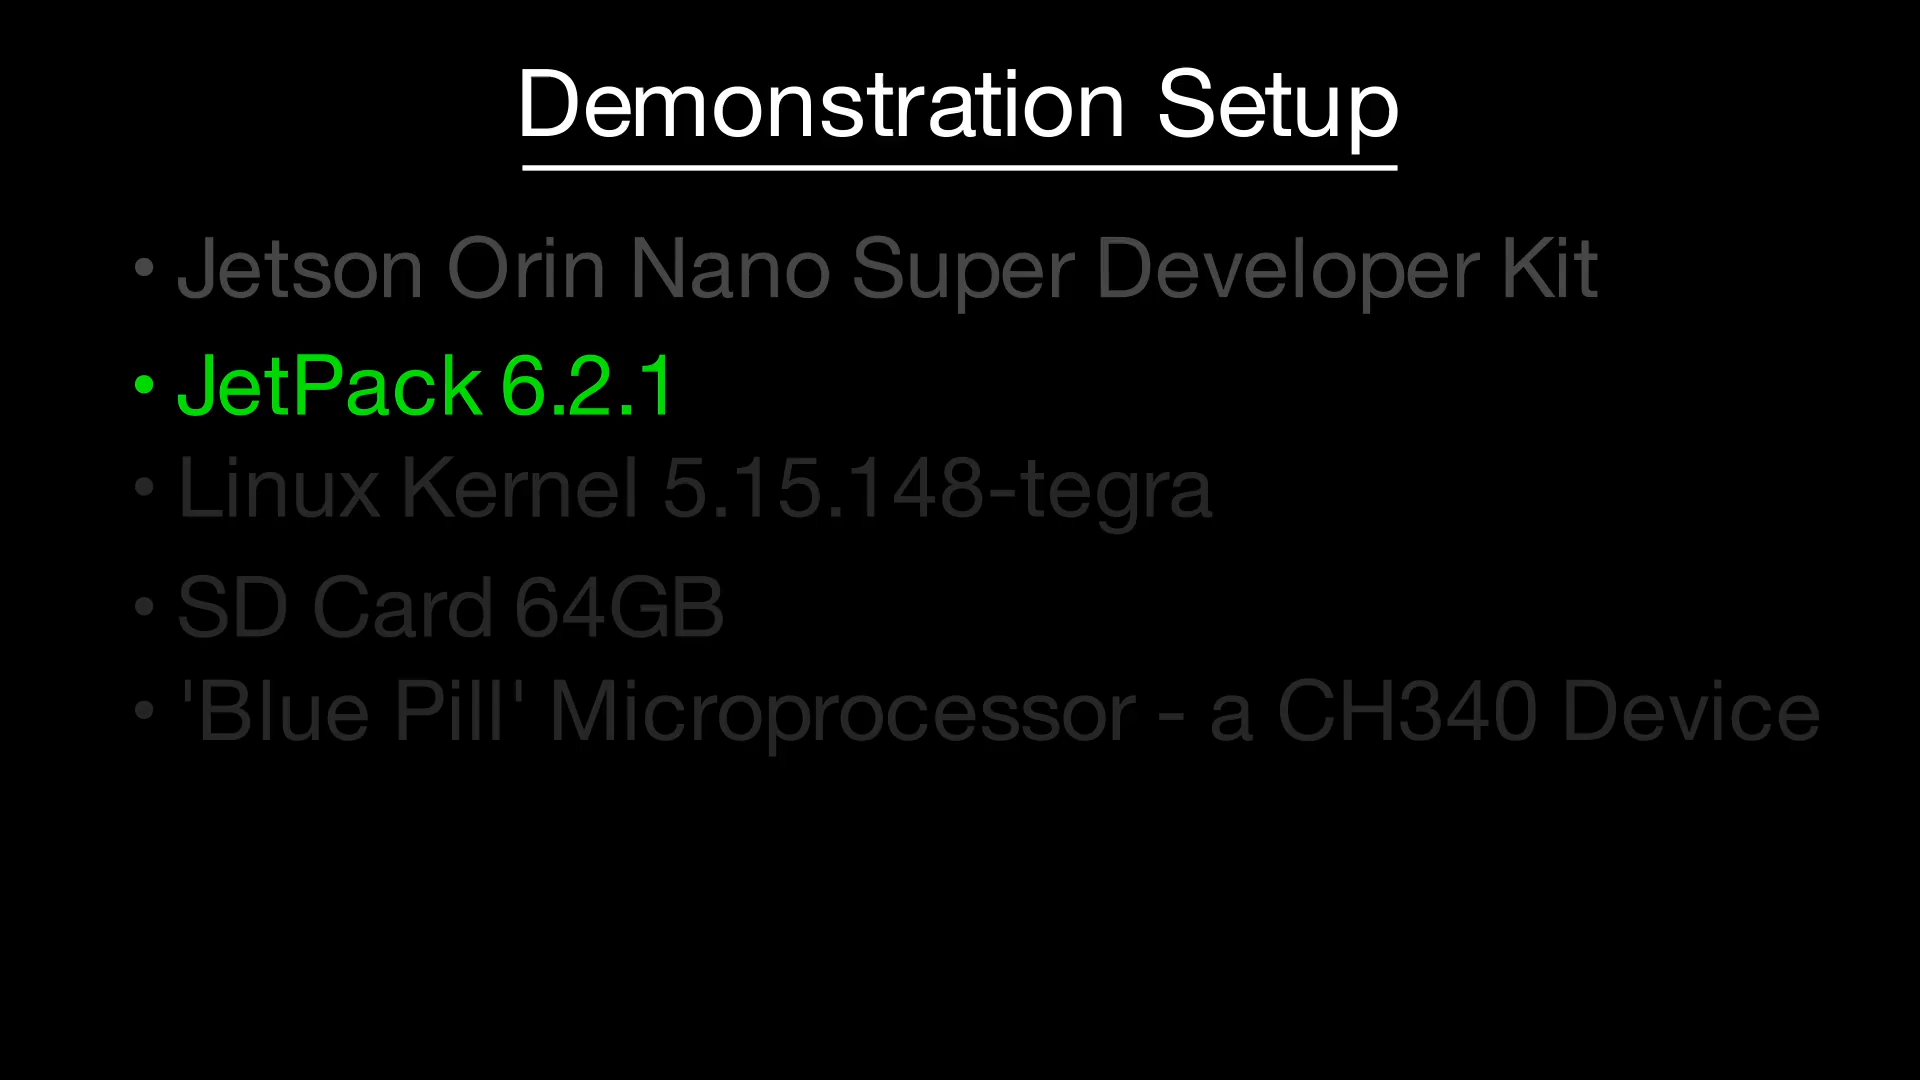 Demonstration Setup
• Jetson Orin Nano Super Developer Kit
• JetPack 6.2.1
• Linux Kernel 5.15.148-tegra
• SD Card 64GB
• 'Blue Pill' Microprocessor - a CH340 Device